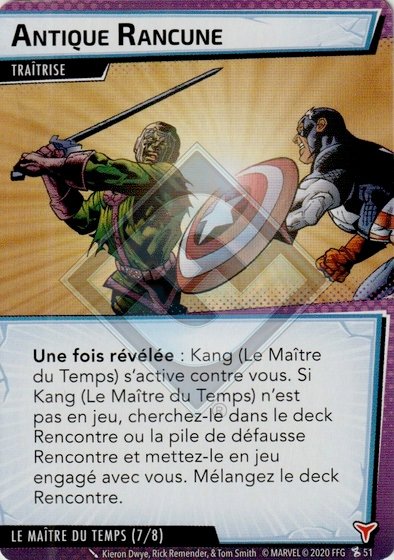 Antique Rancune
TRAÎTRISE
Une fois révélée : Kang (Le Maître
du Temps) s'active contre vous. Si
Kang (Le Maître du Temps) n'est
pas en jeu, cherchez-le dans le deck
Rencontre ou la pile de défausse
Rencontre et mettez-le en jeu
engagé avec vous. Mélangez le deck
Rencontre.
LE MAÎTRE DU TEMPS (7/8)
Kieron Dwye, Rick Remender, & Tom Smith © MARVEL © 2020 FFG 51